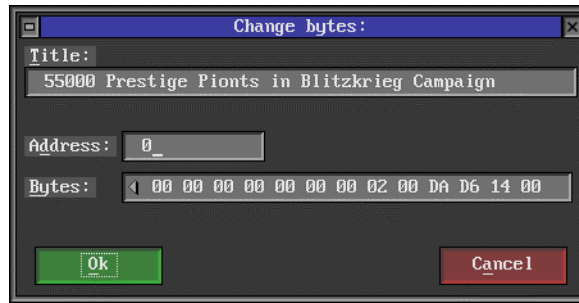 Change bytes:
Title:
55000 Prestige Pionts in Blitzkrieg Campaign
Address: 0_
Bytes: 00 00 00 00 00 00 00 02 00 DA D6 14 00
Ok Cancel